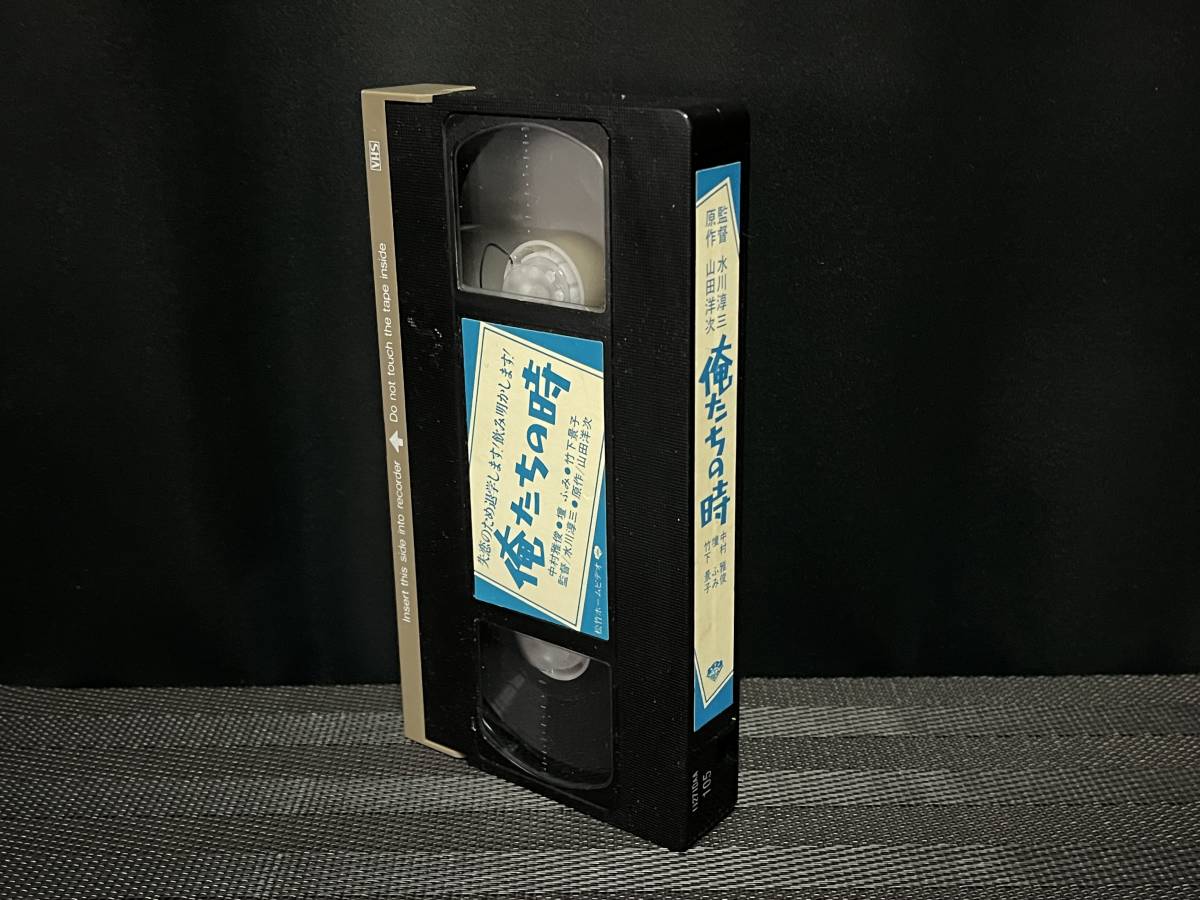 VHS
Insert this side into recorder
Do not touch the tape inside
失恋のため退学します!飲み明かします!
俺たちの時
中村雅俊●壇 ふみ●竹下景子
監督 水川淳三●原作/山田洋次
松竹ホームビデオ
監督 水川淳三
原作 山田洋次
俺たちの時
中村 雅俊
壇 ふみ
竹下 景子
105